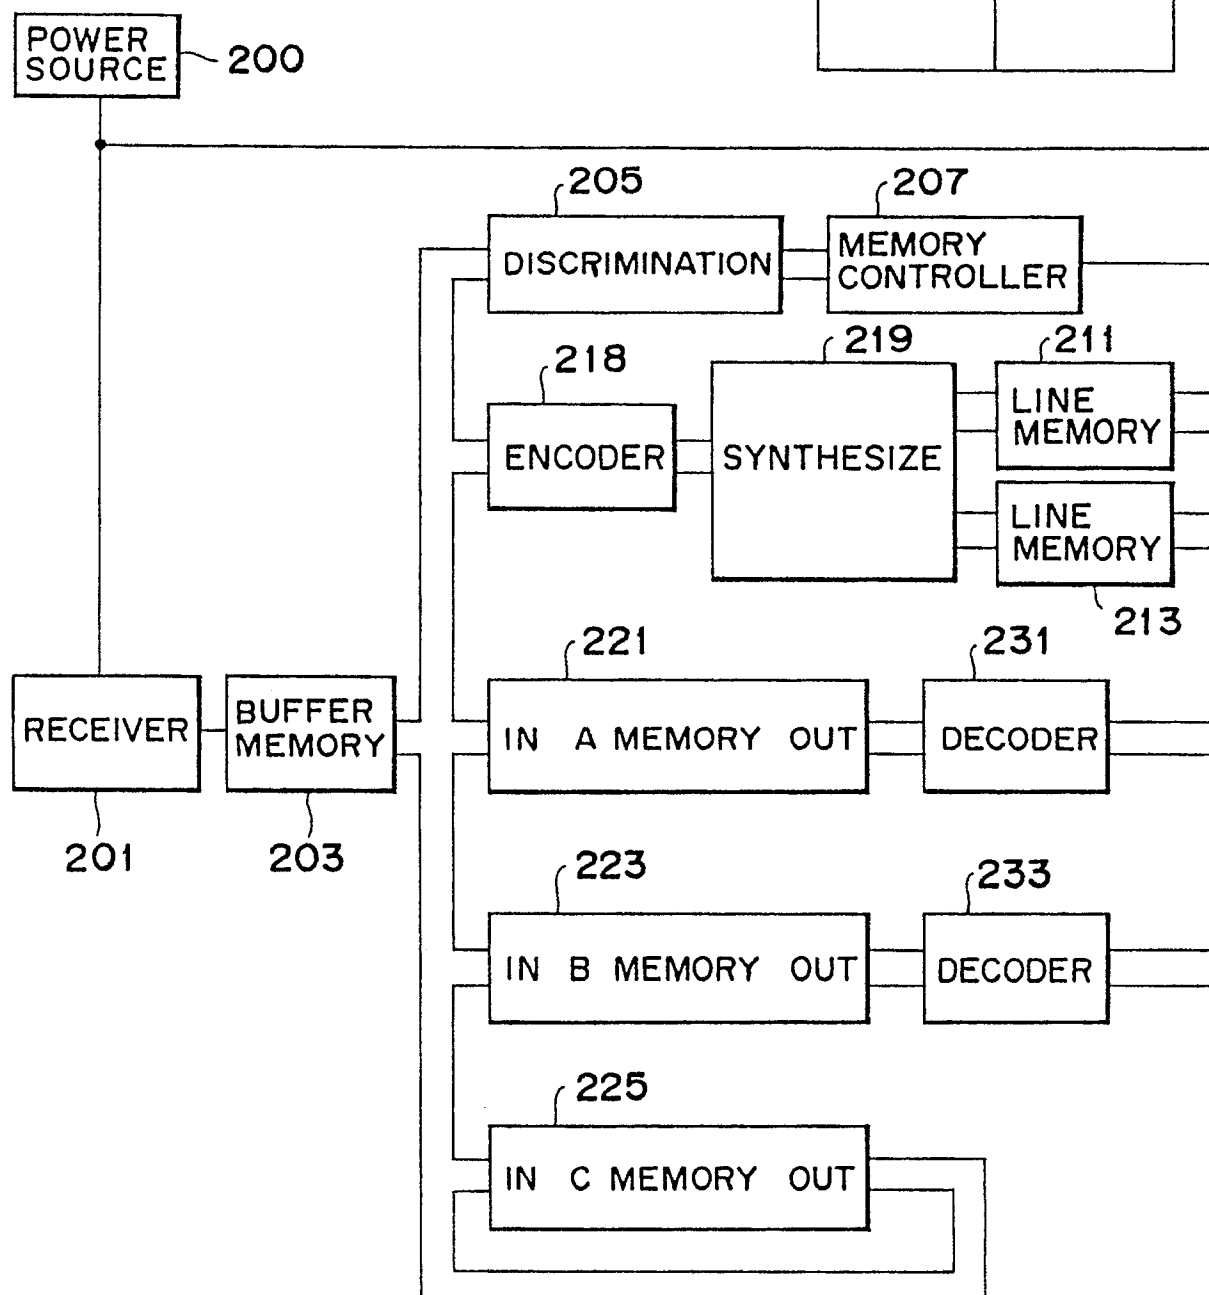 POWER
SOURCE
200
205
207
DISCRIMINATION
MEMORY
CONTROLLER
218
219
211
ENCODER
SYNTHESIZE
LINE
MEMORY
LINE
MEMORY
213
221
231
RECEIVER
BUFFER
MEMORY
IN A MEMORY OUT
DECODER
201
203
223
233
IN B MEMORY OUT
DECODER
225
IN C MEMORY OUT